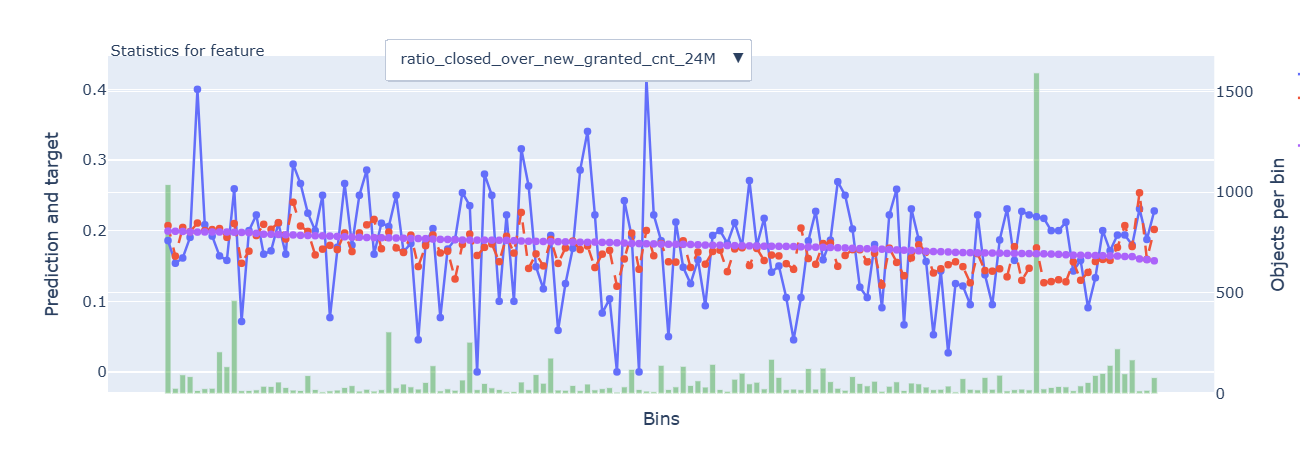 Statistics for feature
ratio_closed_over_new_granted_cnt_24M ▼
Prediction and target
0.4
0.3
0.2
0.1
0
1500
1000
500
0
Objects per bin
Bins